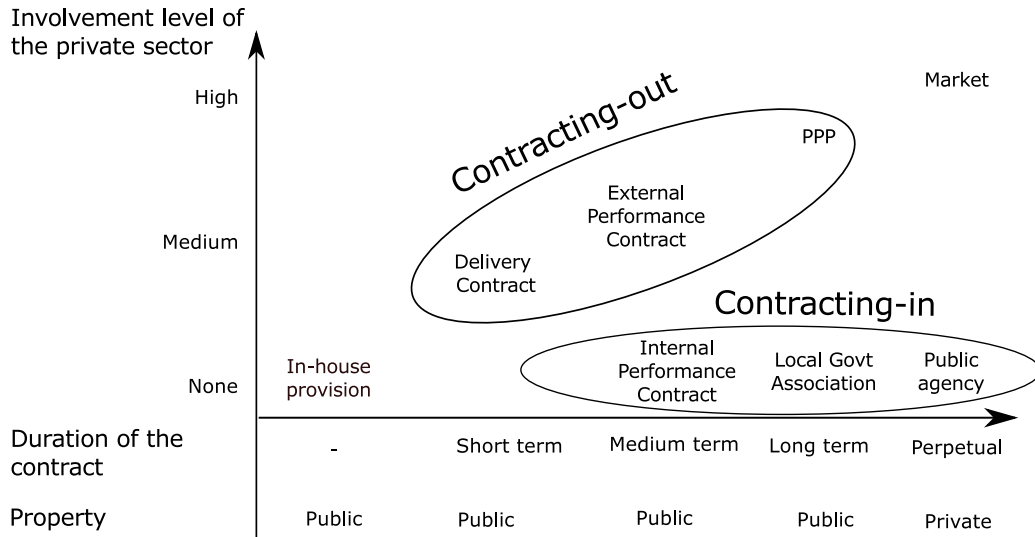 Involvement level of
the private sector
High
Market
Contracting-out
PPP
External
Performance
Contract
Medium
Delivery
Contract
Contracting-in
None
In-house
provision
Internal
Performance
Contract
Local Govt
Association
Public
agency
Duration of the
contract
-
Short term
Medium term
Long term
Perpetual
Property
Public
Public
Public
Public
Private